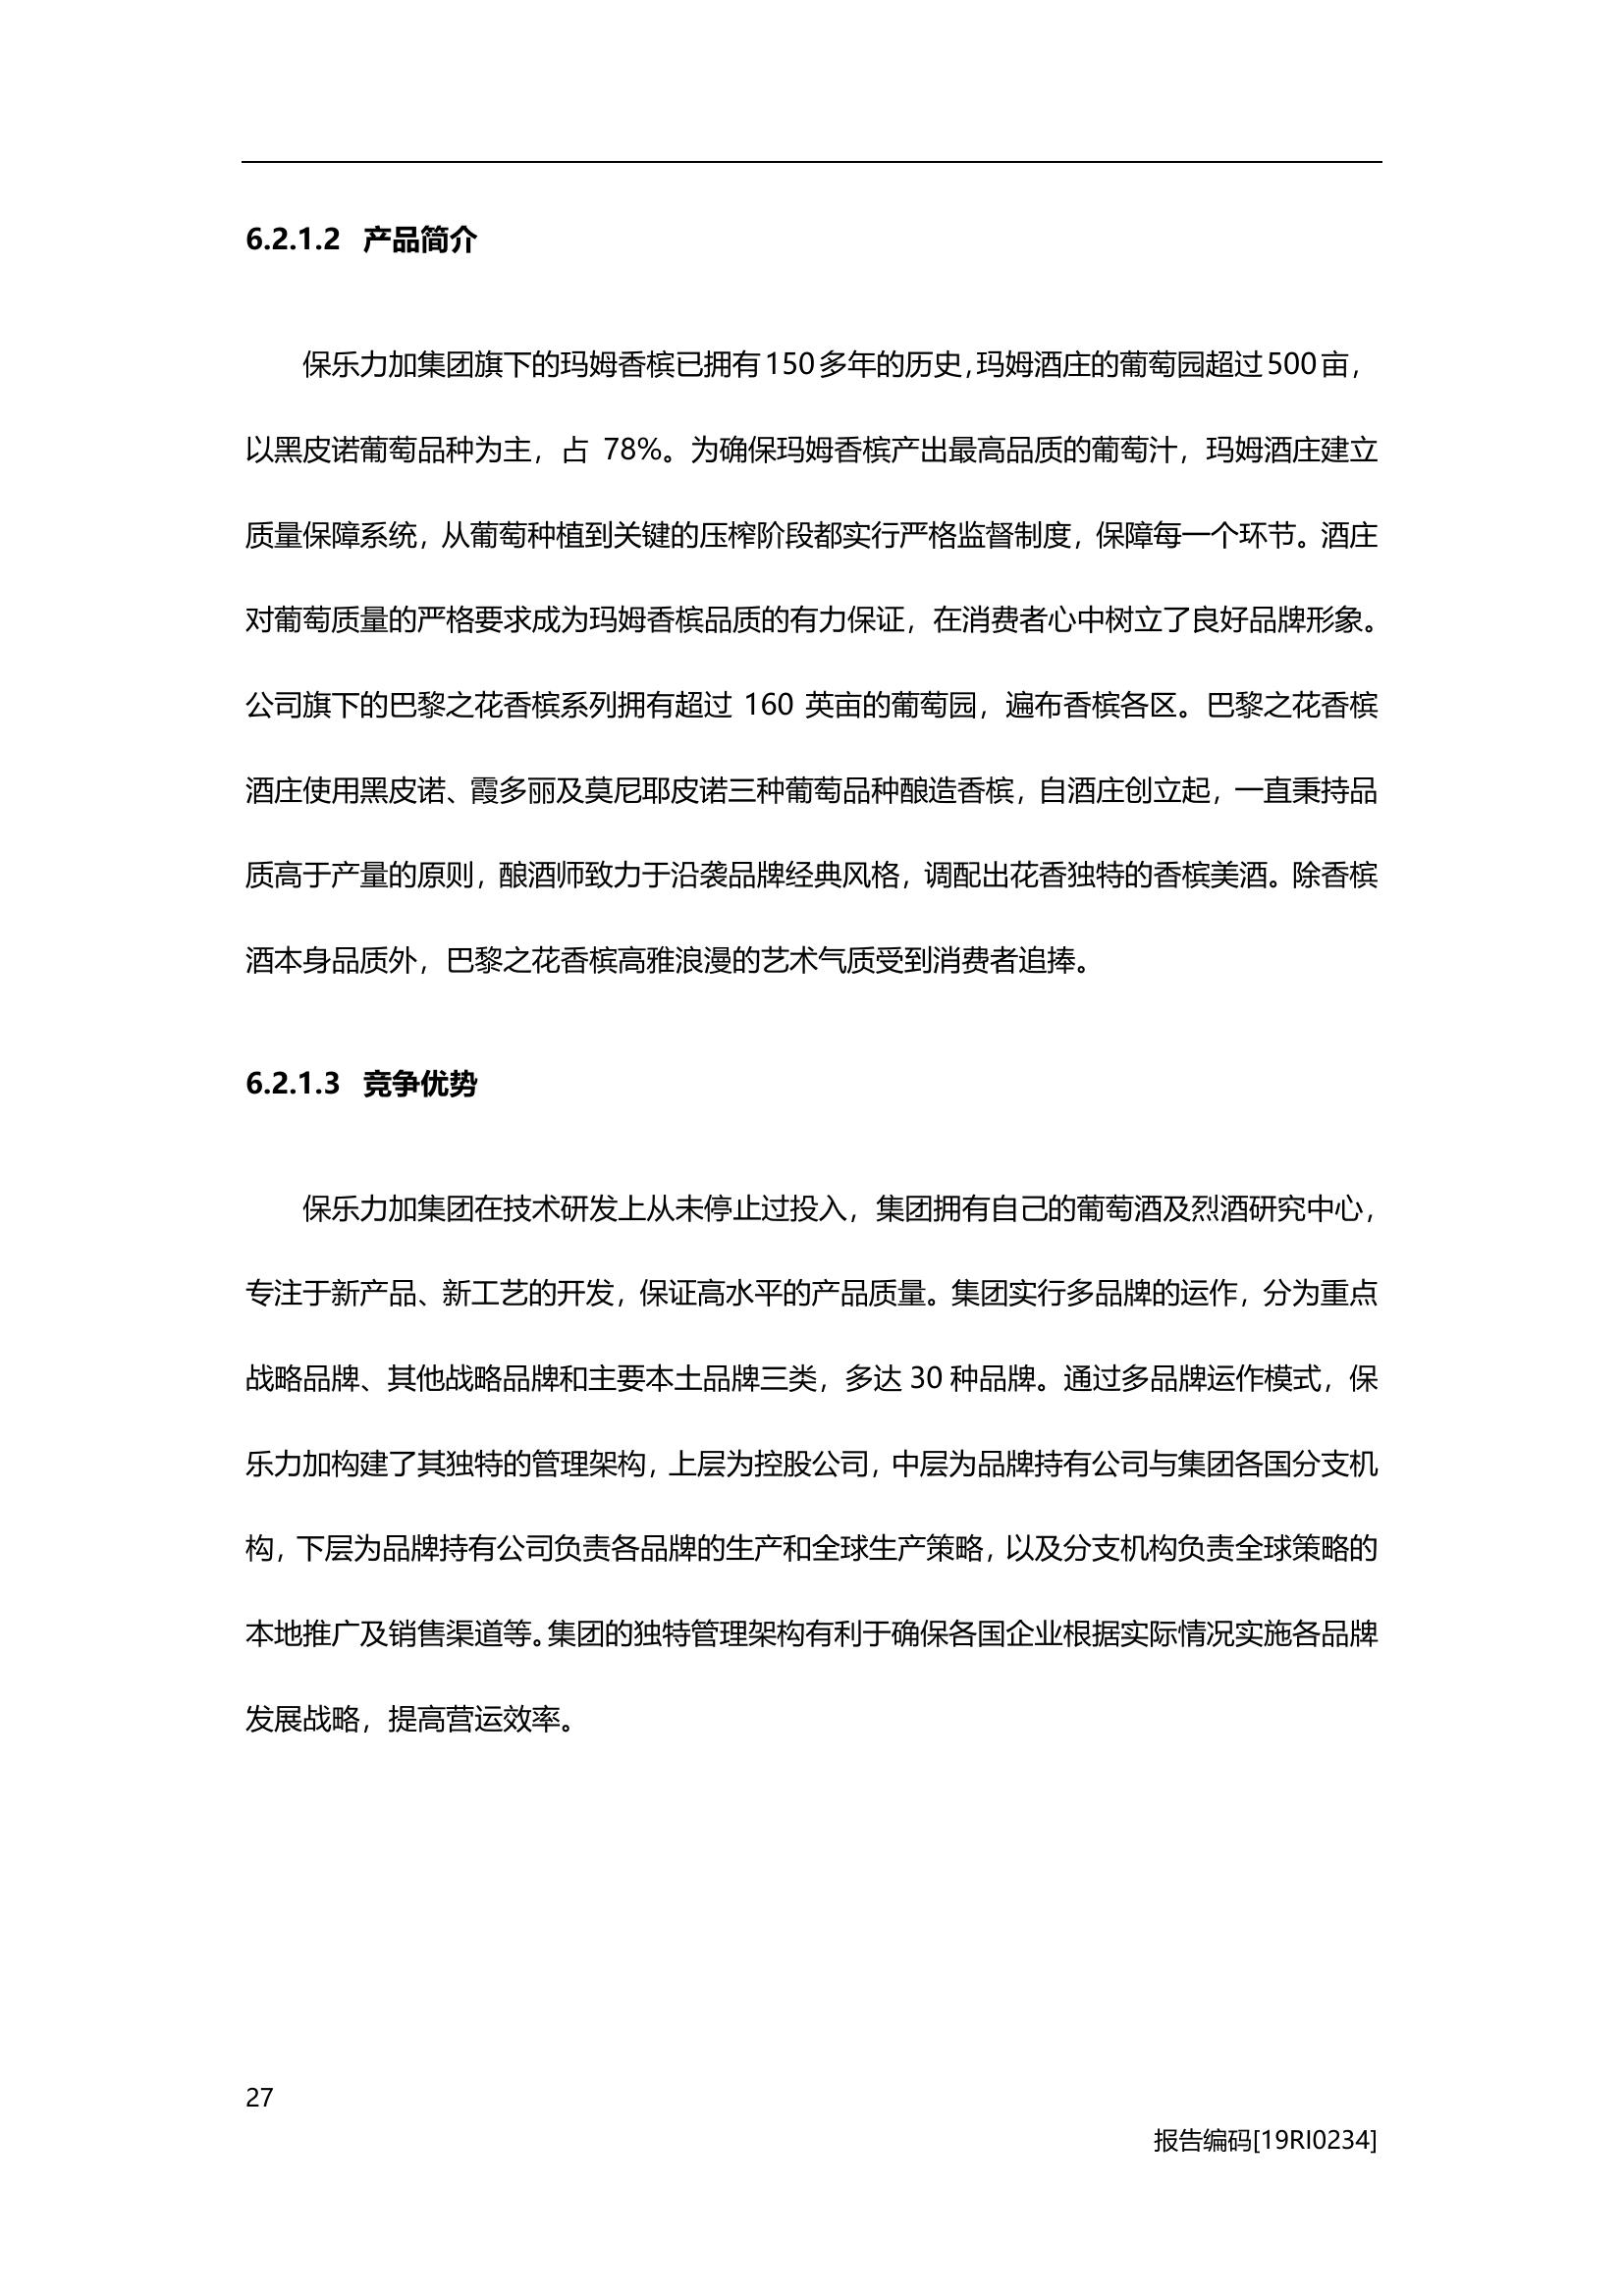 6.2.1.2 产品简介
保乐力加集团旗下的玛姆香槟已拥有150多年的历史，玛姆酒庄的葡萄园超过500亩，
以黑皮诺葡萄品种为主，占 78%。为确保玛姆香槟产出最高品质的葡萄汁，玛姆酒庄建立
质量保障系统，从葡萄种植到关键的压榨阶段都实行严格监督制度，保障每一个环节。酒庄
对葡萄质量的严格要求成为玛姆香槟品质的有力保证，在消费者心中树立了良好品牌形象。
公司旗下的巴黎之花香槟系列拥有超过 160 英亩的葡萄园，遍布香槟各区。巴黎之花香槟
酒庄使用黑皮诺、霞多丽及莫尼耶皮诺三种葡萄品种酿造香槟，自酒庄创立起，一直秉持品
质高于产量的原则，酿酒师致力于沿袭品牌经典风格，调配出花香独特的香槟美酒。除香槟
酒本身品质外，巴黎之花香槟高雅浪漫的艺术气质受到消费者追捧。
6.2.1.3 竞争优势
保乐力加集团在技术研发上从未停止过投入，集团拥有自己的葡萄酒及烈酒研究中心，
专注于新产品、新工艺的开发，保证高水平的产品质量。集团实行多品牌的运作，分为重点
战略品牌、其他战略品牌和主要本土品牌三类，多达 30 种品牌。通过多品牌运作模式，保
乐力加构建了其独特的管理架构，上层为控股公司，中层为品牌持有公司与集团各国分支机
构，下层为品牌持有公司负责各品牌的生产和全球生产策略，以及分支机构负责全球策略的
本地推广及销售渠道等。集团的独特管理架构有利于确保各国企业根据实际情况实施各品牌
发展战略，提高营运效率。
27
报告编码[19RI0234]